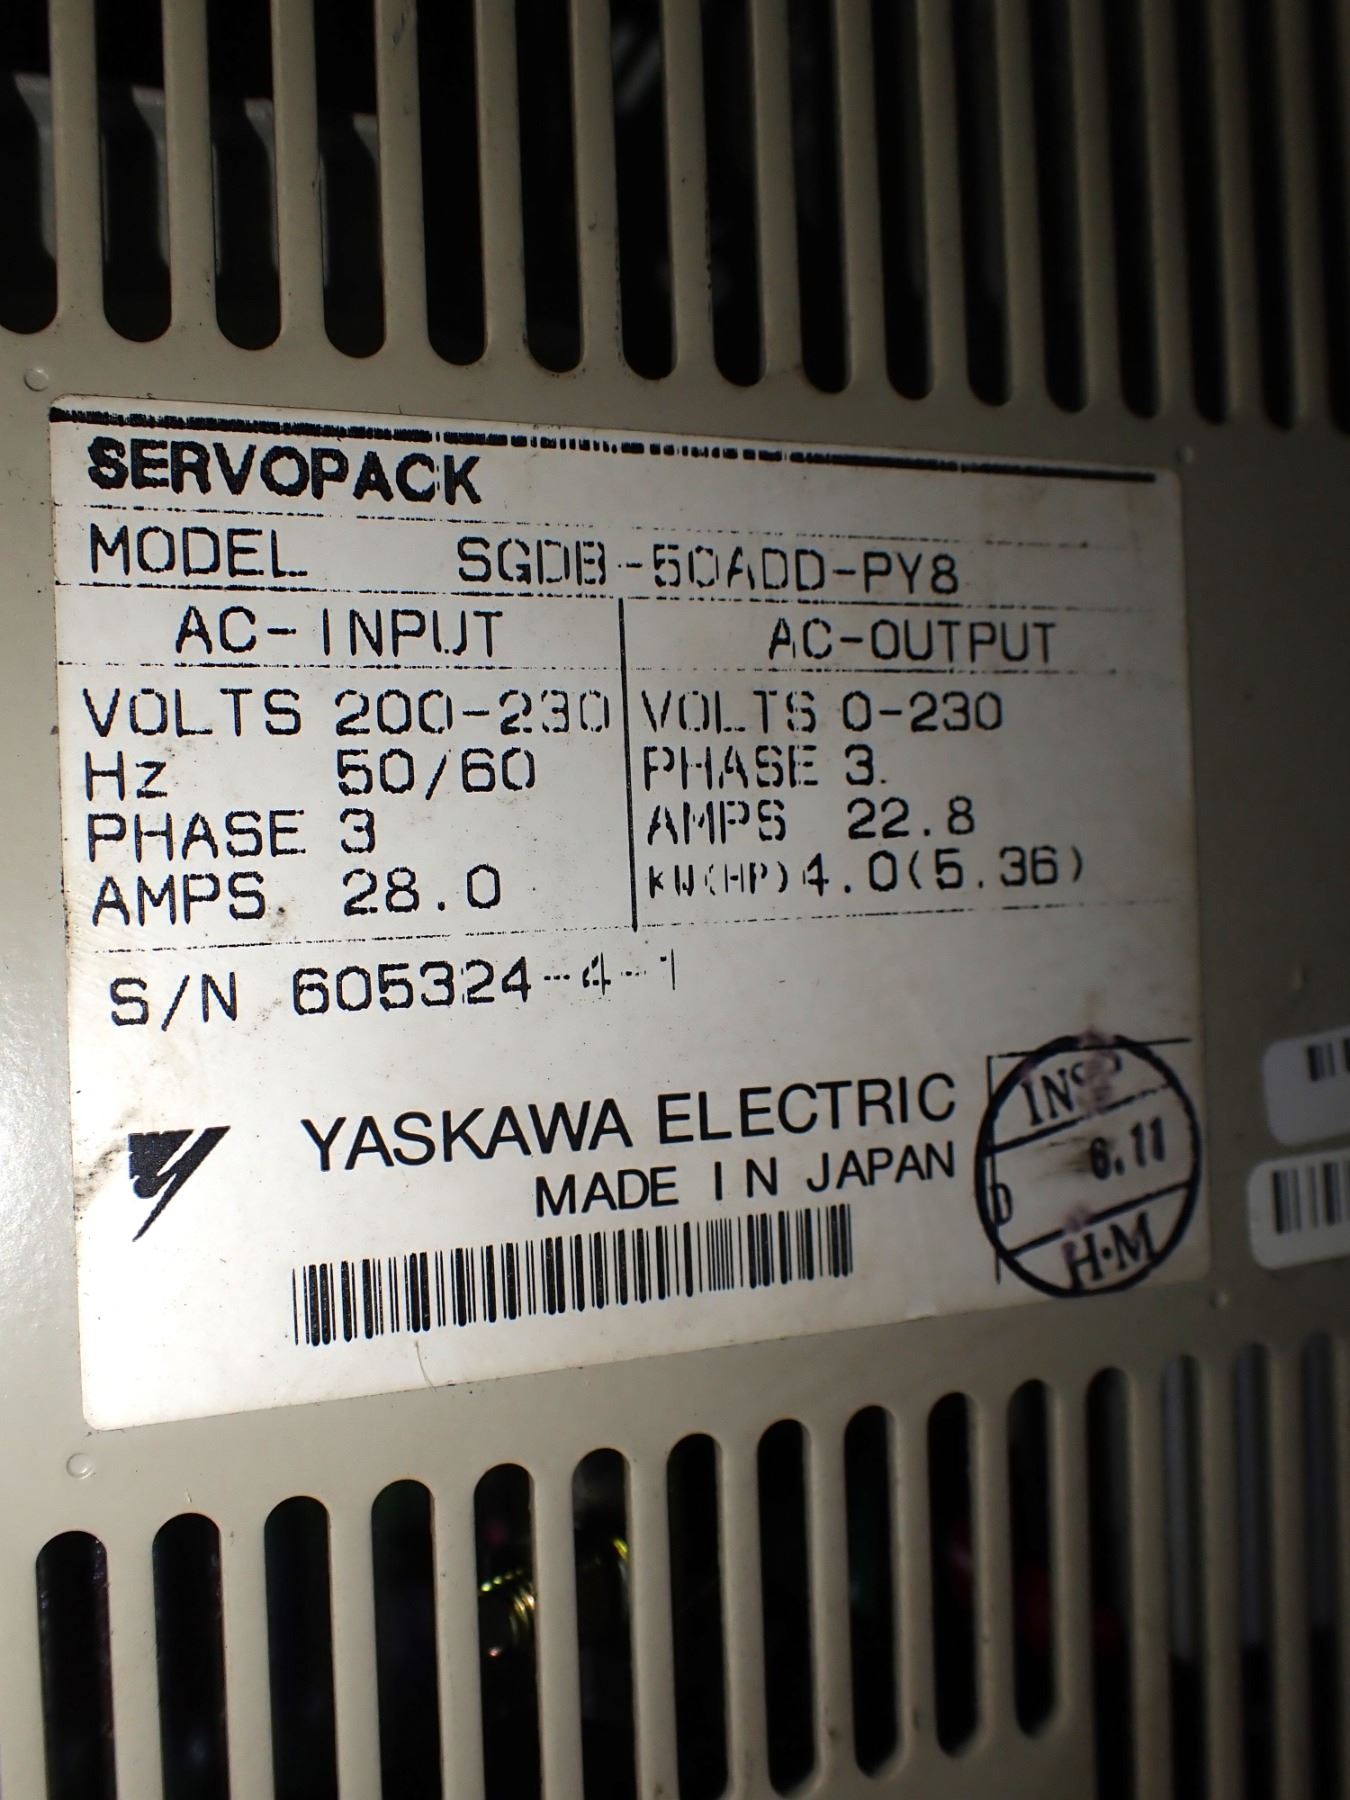 SERVOPACK
MODEL SGDB-50ADD-PY8
AC-INPUT AC-OUTPUT
VOLTS 200-230 VOLTS 0-230
Hz 50/60 PHASE 3
PHASE 3 AMPS 22.8
AMPS 28.0 KW(HP) 4.0(5.36)
S/N 605324-4-1
YASKAWA ELECTRIC
MADE IN JAPAN
INSP
6.11
H·M